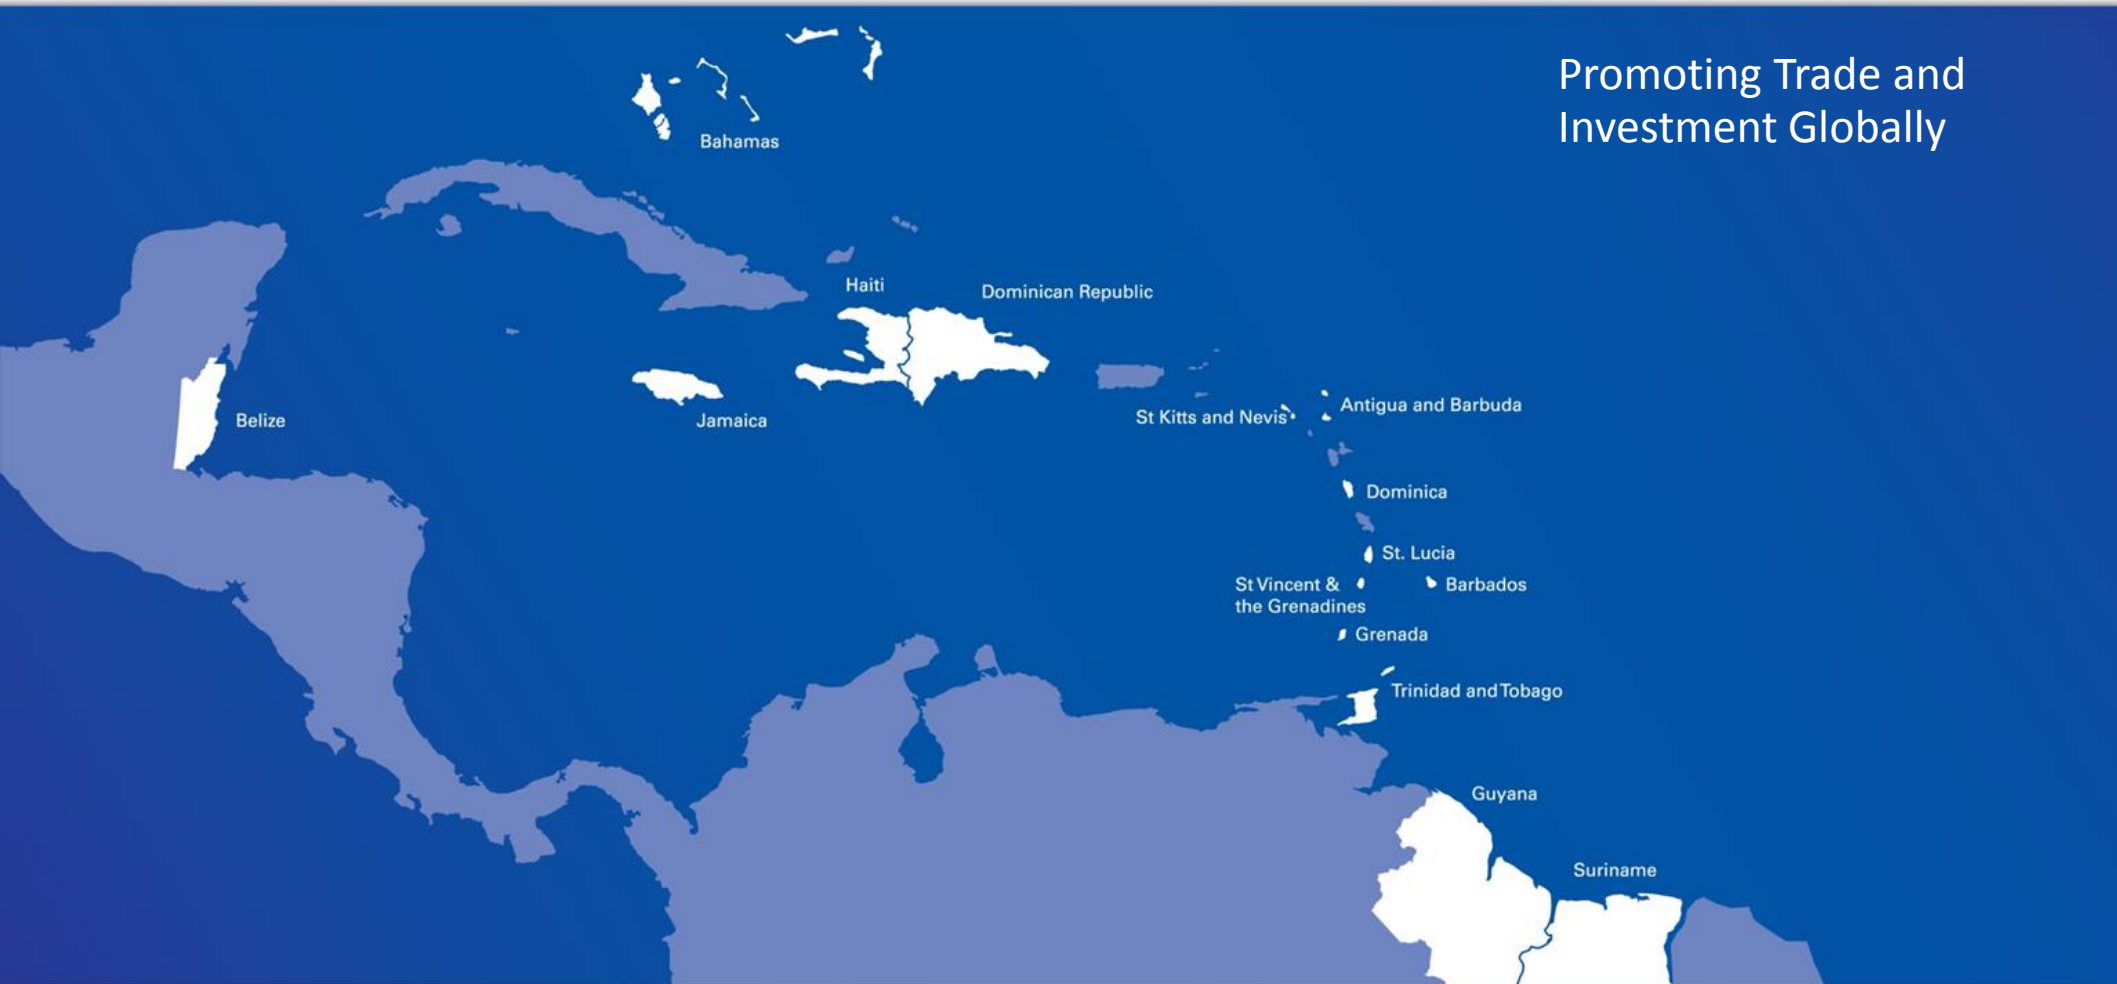 Promoting Trade and
Investment Globally
Bahamas
Haiti
Dominican Republic
Belize
Jamaica
St Kitts and Nevis
Antigua and Barbuda
Dominica
St. Lucia
St Vincent &
the Grenadines
Barbados
Grenada
Trinidad and Tobago
Guyana
Suriname